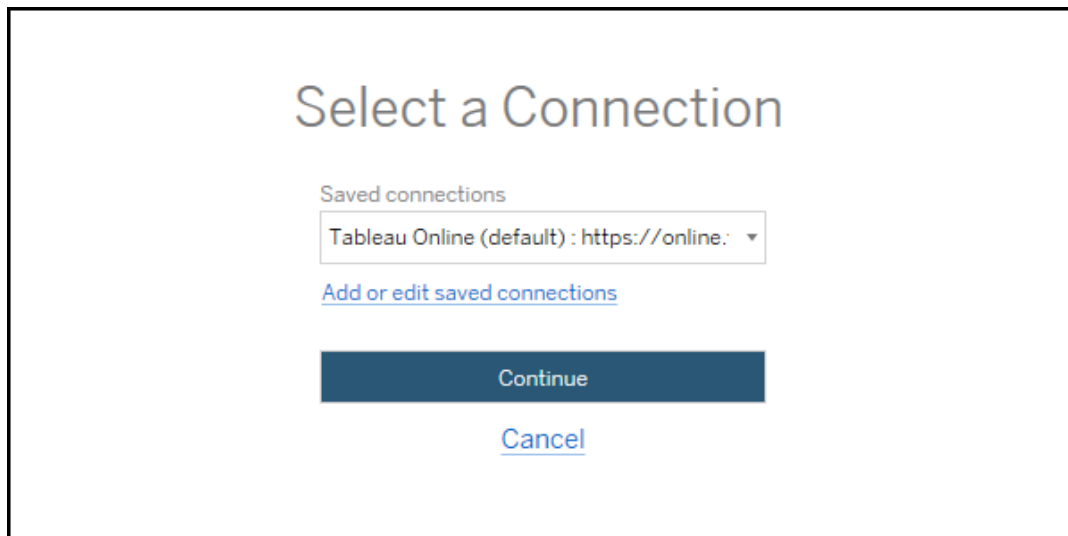 Select a Connection
Saved connections
Tableau Online (default) : https://online.
Add or edit saved connections
Continue
Cancel